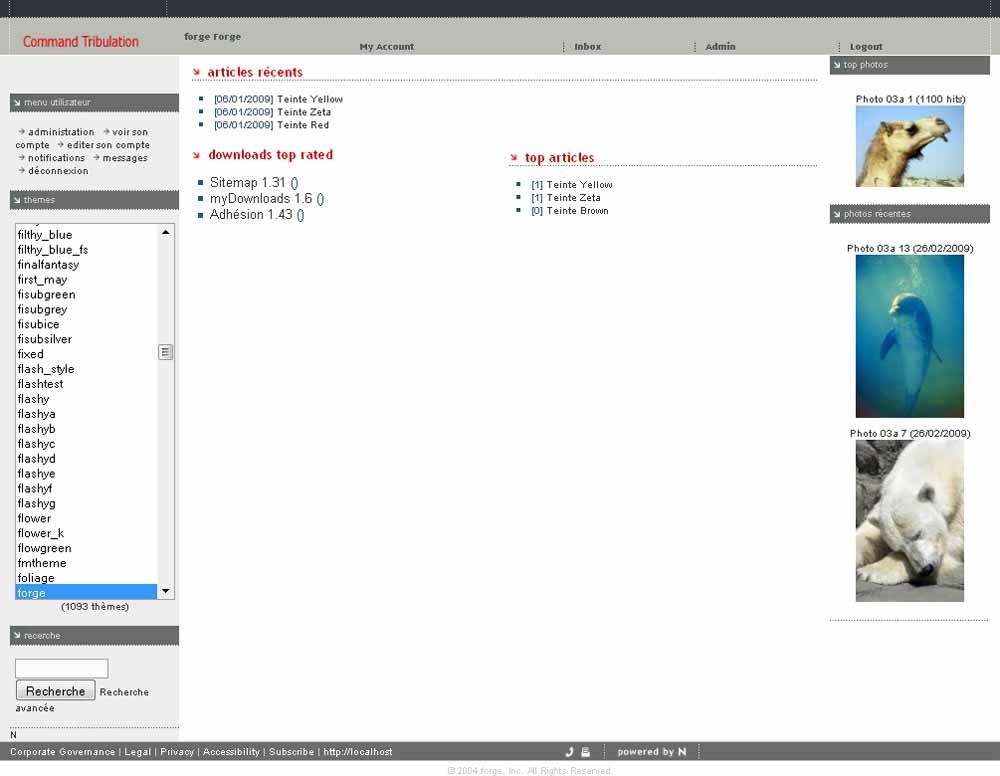 Command Tribulation
forge Forge
My Account
Inbox
Admin
Logout
menu utilisateur
administration voir son
compte editer son compte
notifications messages
déconnexion
themes
filthy_blue
filthy_blue_fs
finalfantasy
first_may
fisubgreen
fisubgrey
fisubice
fisubsilver
fixed
flash_style
flashtest
flashy
flashya
flashyb
flashyc
flashyd
flashye
flashyf
flashyg
flower
flower_k
flowgreen
fmtheme
foliage
forge
(1093 thèmes)
recerche
Recherche Recherche
avancée
N
articles récents
[06/01/2009] Teinte Yellow
[06/01/2009] Teinte Zeta
[06/01/2009] Teinte Red
downloads top rated
Sitemap 1.31 ()
myDownloads 1.6 ()
Adhésion 1.43 ()
top articles
[1] Teinte Yellow
[1] Teinte Zeta
[0] Teinte Brown
top photos
Photo 03a 1 (1100 hits)
photos récentes
Photo 03a 13 (26/02/2009)
Photo 03a 7 (26/02/2009)
Corporate Governance | Legal | Privacy | Accessibility | Subscribe | http://localhost
powered by N
© 2004 forge, Inc. All Rights Reserved.